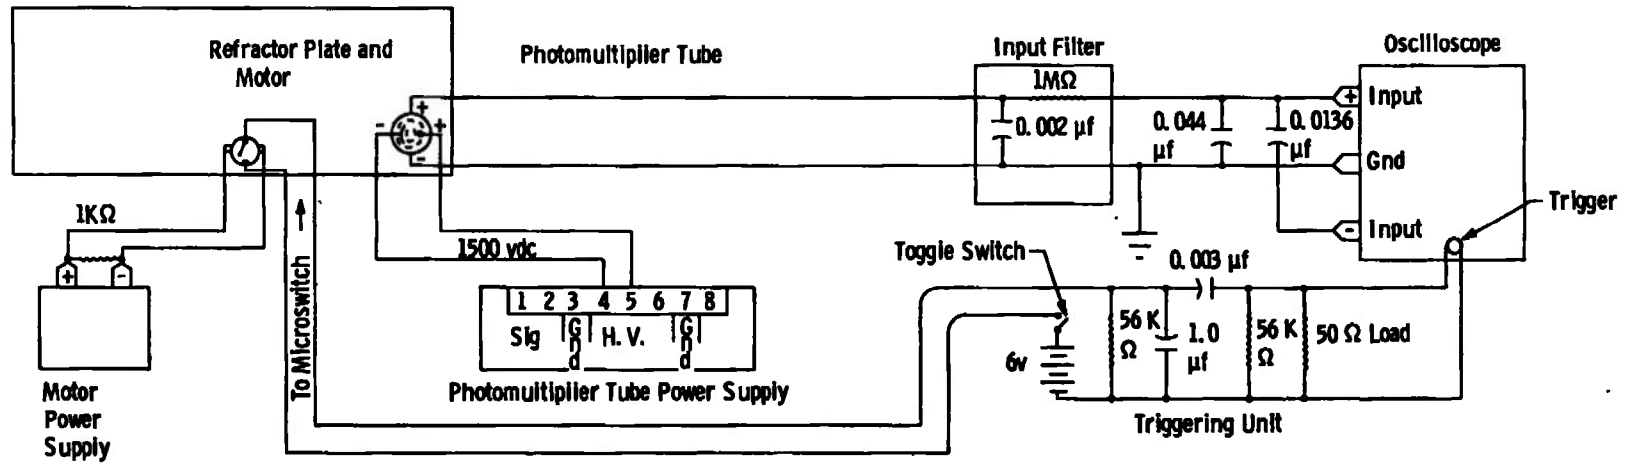 Refractor Plate and
Motor
Photomultiplier Tube
Input Filter
Oscilloscope
1MΩ
+ Input
0.002 µf
0.044
µf
0.0136
µf
Gnd
- Input
Trigger
1KΩ
+
-
-
+
+
-
To Microswitch
1500 vdc
Toggle Switch
0.003 µf
1 2 3 4 5 6 7 8
Sig
Gnd
H.V.
Gnd
6v
56 K
Ω
1.0
µf
56 K
Ω
50 Ω Load
Motor
Power
Supply
Photomultiplier Tube Power Supply
Triggering Unit